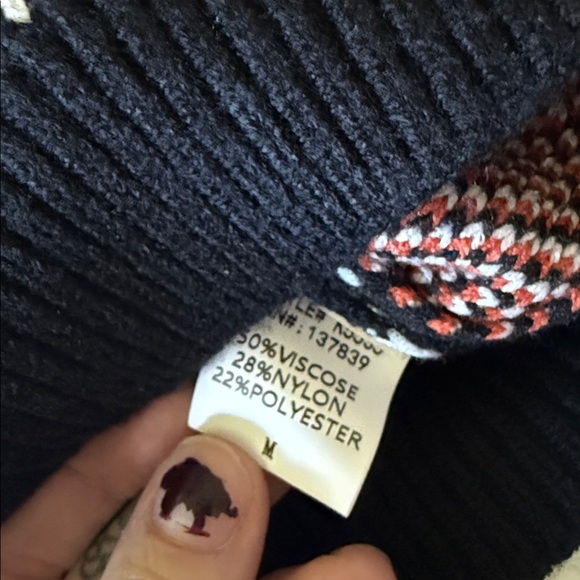 N#: 137839
50%VISCOSE
28%NYLON
22%POLYESTER
M